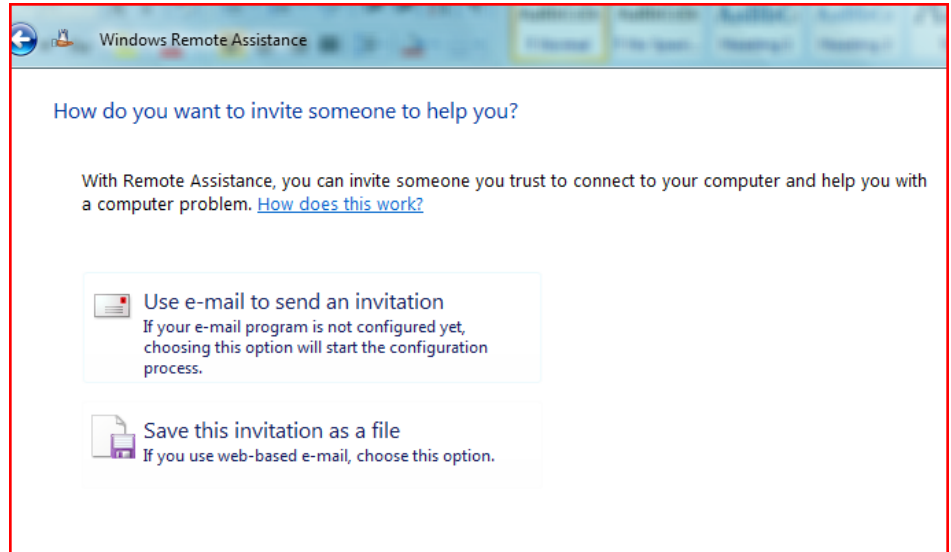 Windows Remote Assistance
How do you want to invite someone to help you?
With Remote Assistance, you can invite someone you trust to connect to your computer and help you with
a computer problem. How does this work?
Use e-mail to send an invitation
If your e-mail program is not configured yet,
choosing this option will start the configuration
process.
Save this invitation as a file
If you use web-based e-mail, choose this option.